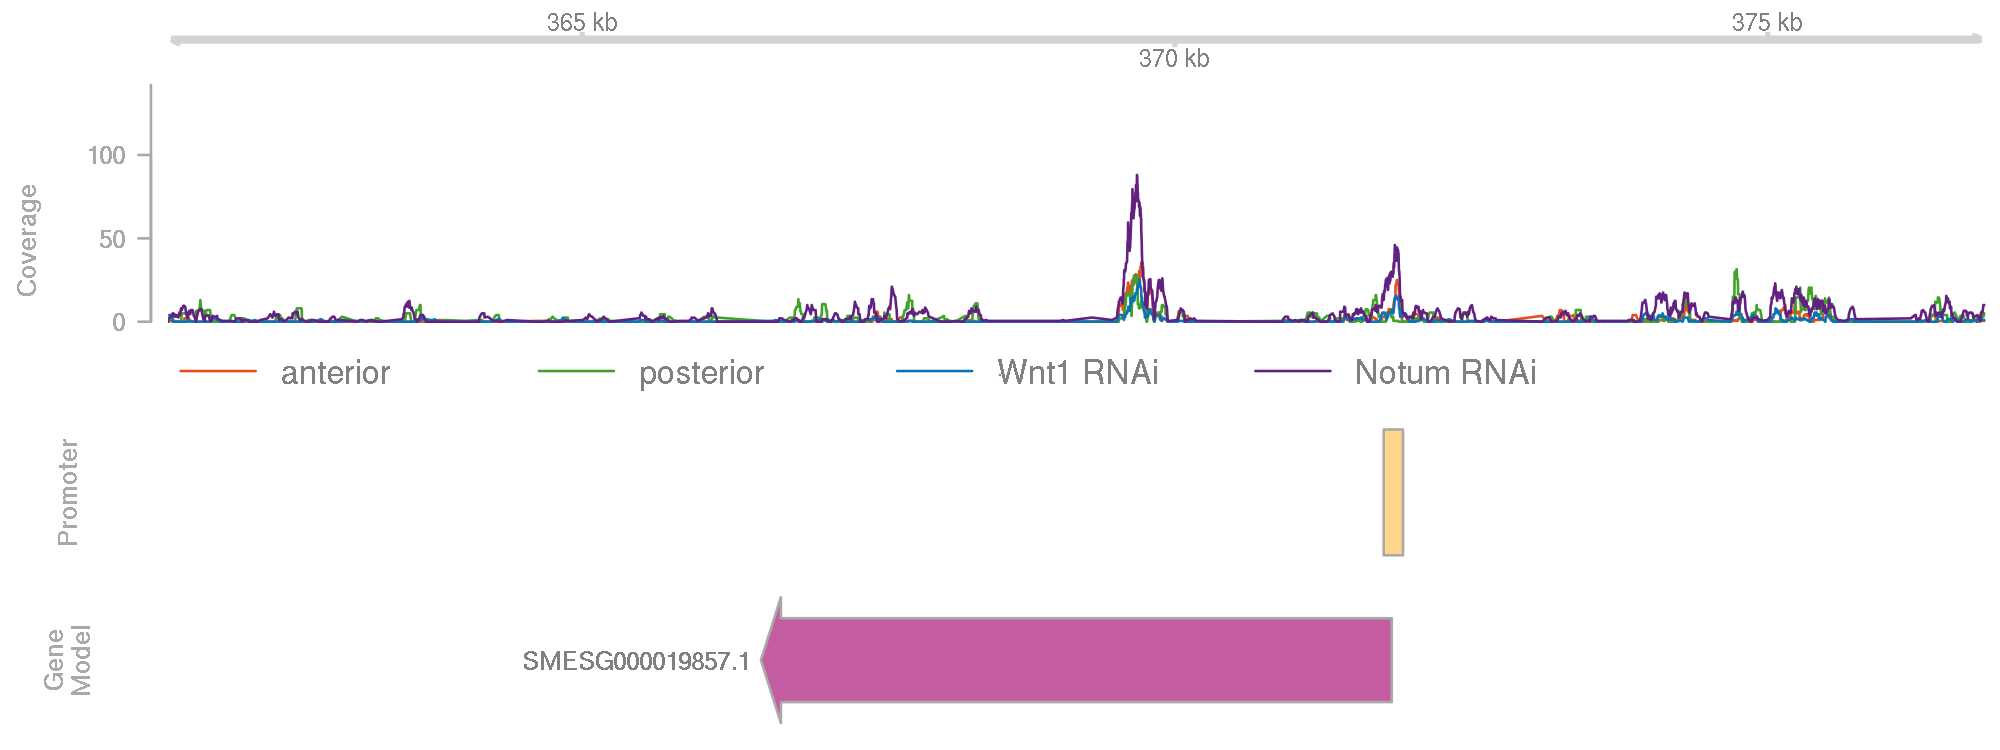 365 kb
375 kb
370 kb
Coverage
100
50
0
anterior
posterior
Wnt1 RNAi
Notum RNAi
Promoter
Gene
Model
SMESG000019857.1